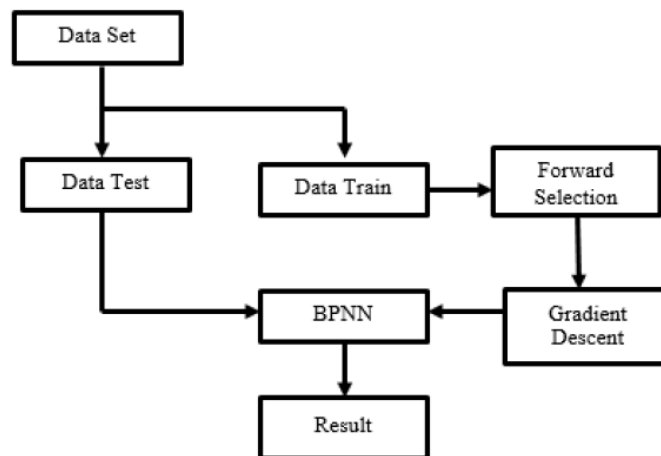 Data Set
Data Test
Data Train
Forward
Selection
BPNN
Gradient
Descent
Result